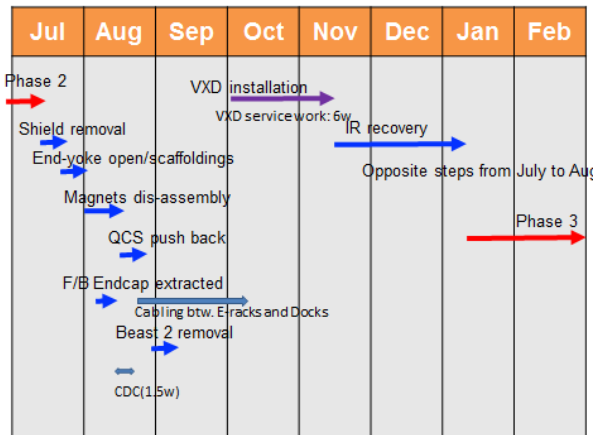 Jul Aug Sep Oct Nov Dec Jan Feb
Phase 2
VXD installation
VXD service work: 6w
Shield removal
IR recovery
End-yoke open/scaffoldings
Opposite steps from July to Aug
Magnets dis-assembly
Phase 3
QCS push back
F/B Endcap extracted
Cabling btw. E-racks and Docks
Beast 2 removal
CDC(1.5w)